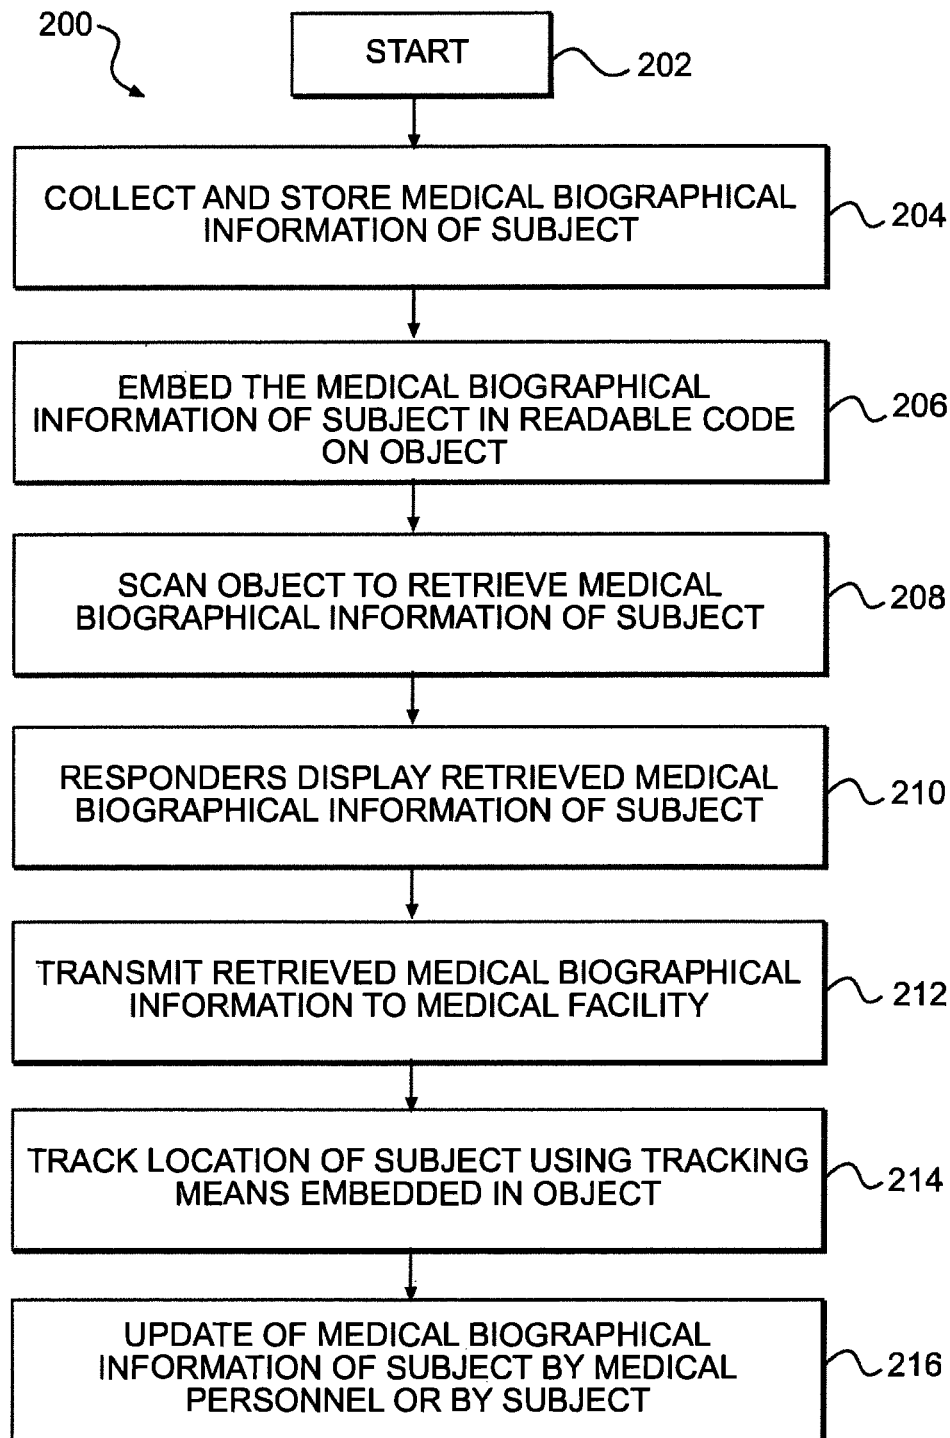 200
START
202
COLLECT AND STORE MEDICAL BIOGRAPHICAL
INFORMATION OF SUBJECT
204
EMBED THE MEDICAL BIOGRAPHICAL
INFORMATION OF SUBJECT IN READABLE CODE
ON OBJECT
206
SCAN OBJECT TO RETRIEVE MEDICAL
BIOGRAPHICAL INFORMATION OF SUBJECT
208
RESPONDERS DISPLAY RETRIEVED MEDICAL
BIOGRAPHICAL INFORMATION OF SUBJECT
210
TRANSMIT RETRIEVED MEDICAL BIOGRAPHICAL
INFORMATION TO MEDICAL FACILITY
212
TRACK LOCATION OF SUBJECT USING TRACKING
MEANS EMBEDDED IN OBJECT
214
UPDATE OF MEDICAL BIOGRAPHICAL
INFORMATION OF SUBJECT BY MEDICAL
PERSONNEL OR BY SUBJECT
216